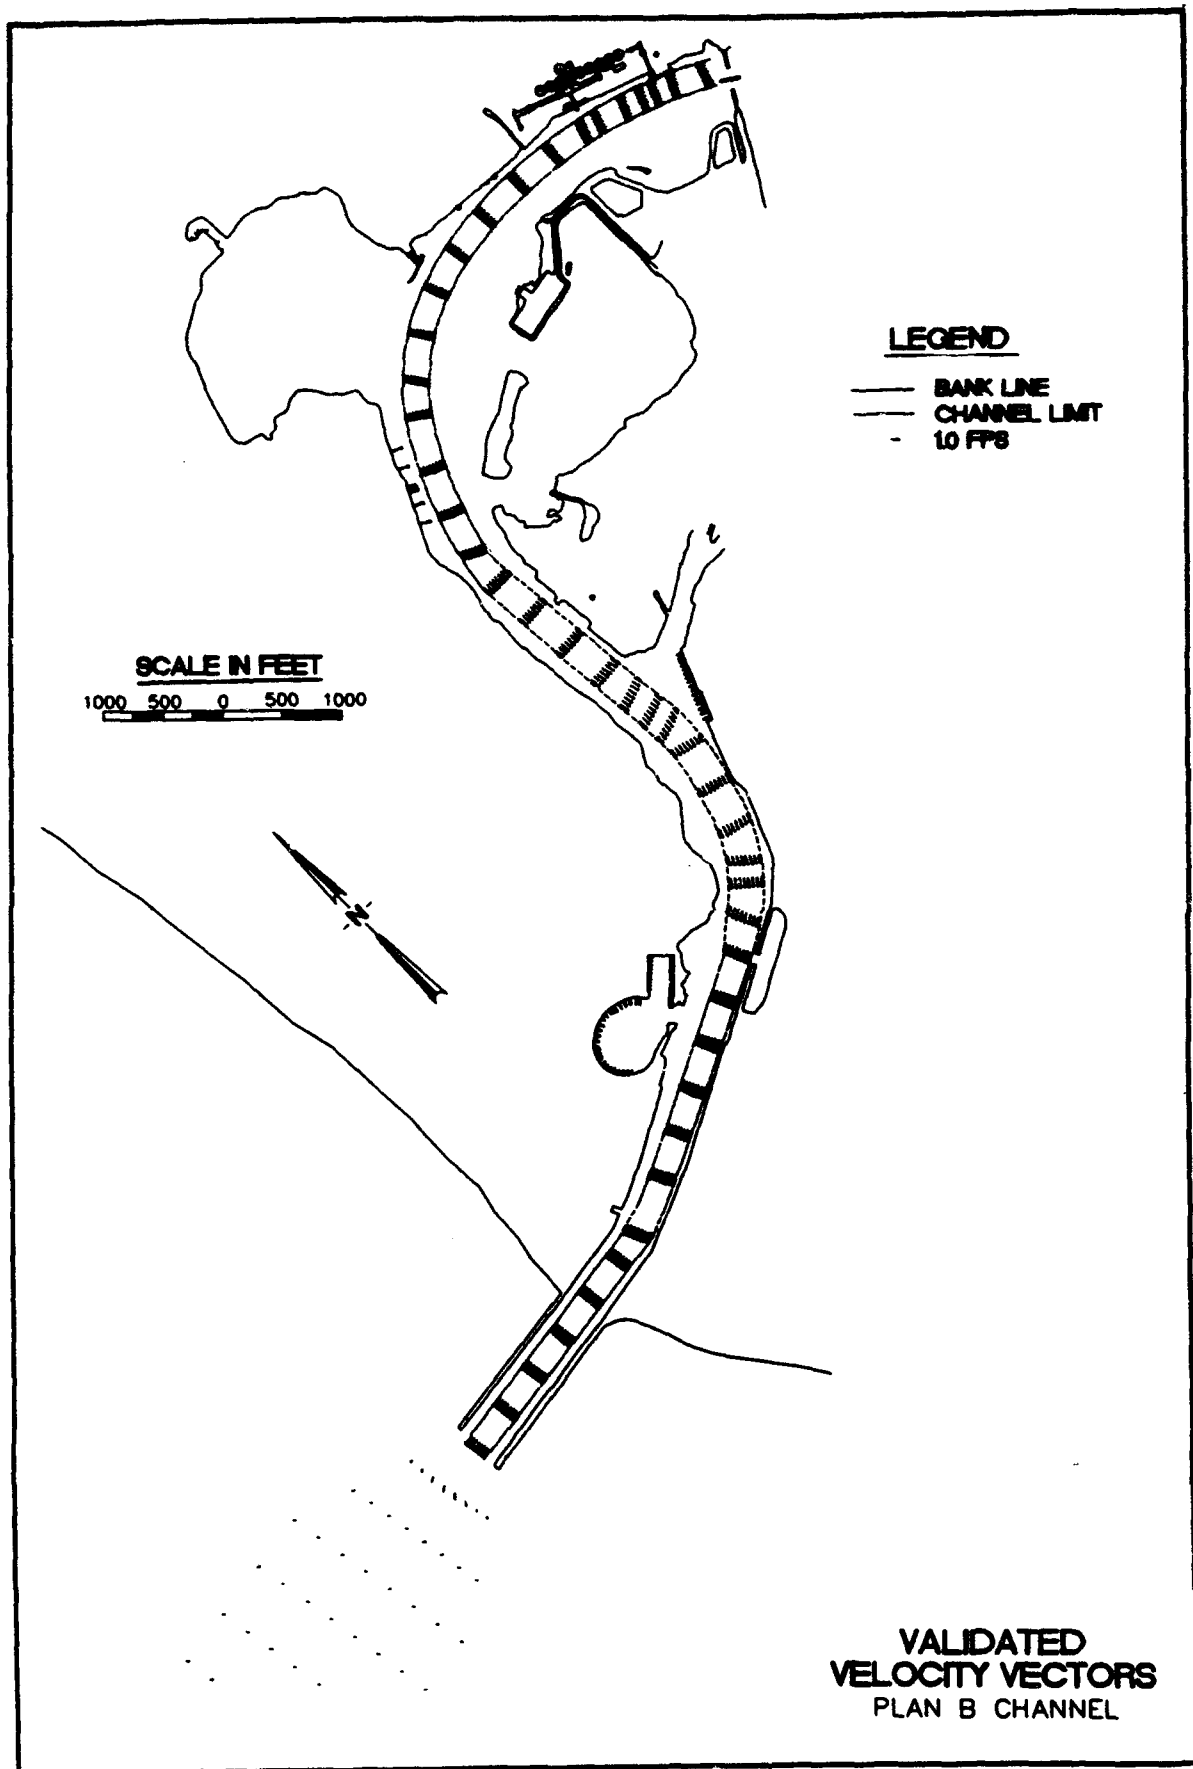 LEGEND
BANK LINE
CHANNEL LIMIT
1.0 FPS
SCALE IN FEET
1000 500 0 500 1000
N
VALIDATED
VELOCITY VECTORS
PLAN B CHANNEL